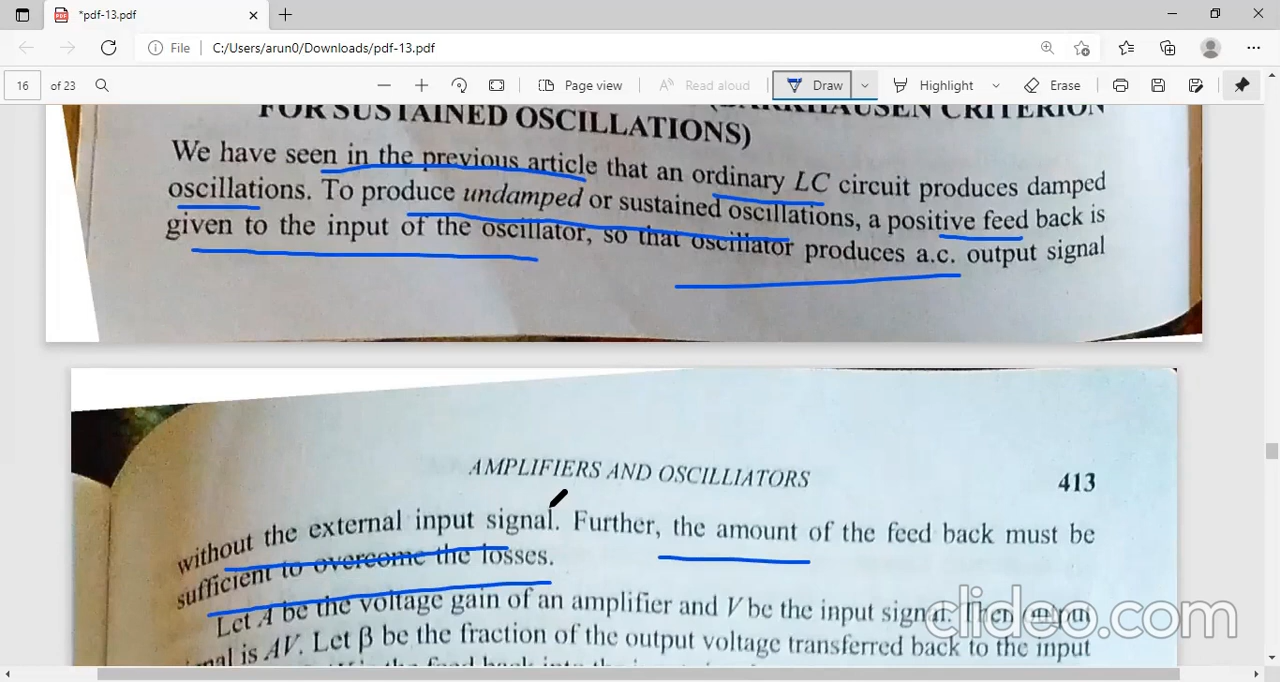 *pdf-13.pdf
File C:/Users/arun0/Downloads/pdf-13.pdf
16 of 23 Page view Read aloud Draw Highlight Erase
CRITERION
FOR SUSTAINED OSCILLATIONS)
We have seen in the previous article that an ordinary LC circuit produces damped
oscillations. To produce undamped or sustained oscillations, a positive feed back is
given to the input of the oscillator, so that oscillator produces a.c. output signal
AMPLIFIERS AND OSCILLIATORS 413
without the external input signal. Further, the amount of the feed back must be
sufficient to overcome the losses.
Let A be the voltage gain of an amplifier and V be the input signal. Then output
is AV. Let β be the fraction of the output voltage transferred back to the input
clideo.com